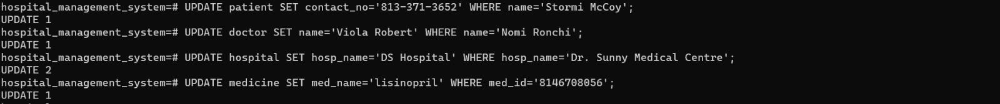 hospital_management_system=# UPDATE patient SET contact_no='813-371-3652' WHERE name='Stormi McCoy';
UPDATE 1
hospital_management_system=# UPDATE doctor SET name='Viola Robert' WHERE name='Nomi Ronchi';
UPDATE 1
hospital_management_system=# UPDATE hospital SET hosp_name='DS Hospital' WHERE hosp_name='Dr. Sunny Medical Centre';
UPDATE 2
hospital_management_system=# UPDATE medicine SET med_name='lisinopril' WHERE med_id='8146708056';
UPDATE 1